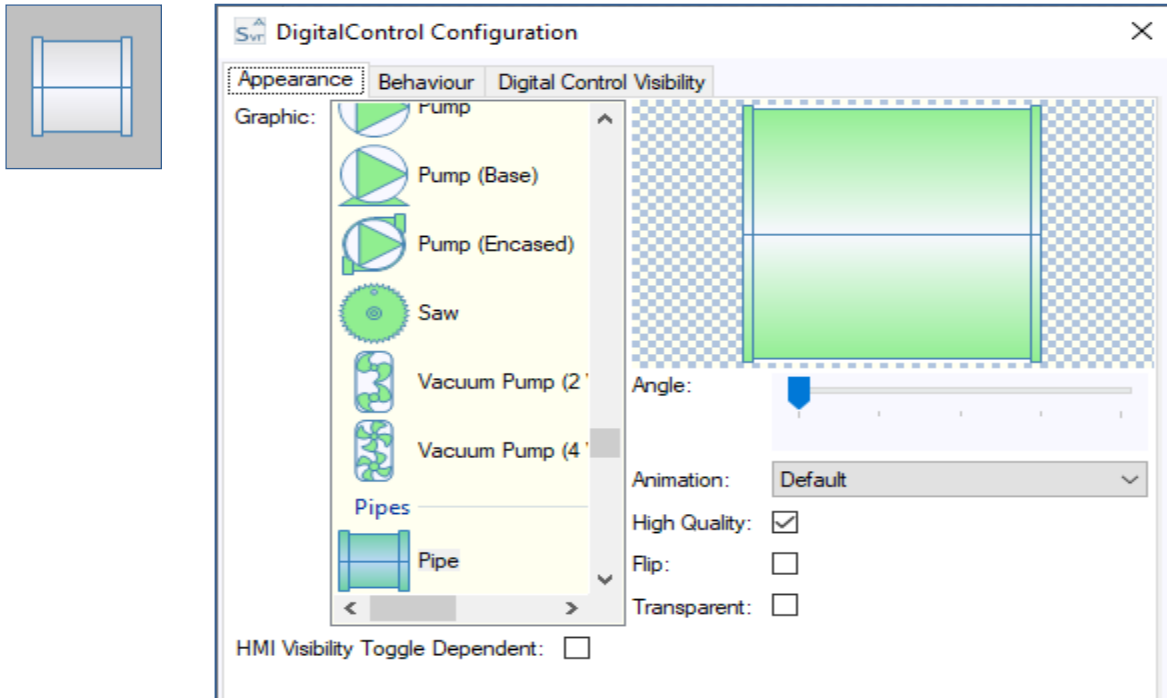 Svr DigitalControl Configuration
Appearance Behaviour Digital Control Visibility
Graphic:
Pump
Pump (Base)
Pump (Encased)
Saw
Vacuum Pump (2
Vacuum Pump (4
Pipes
Pipe
Angle:
Animation: Default
High Quality:
Flip:
Transparent:
HMI Visibility Toggle Dependent: